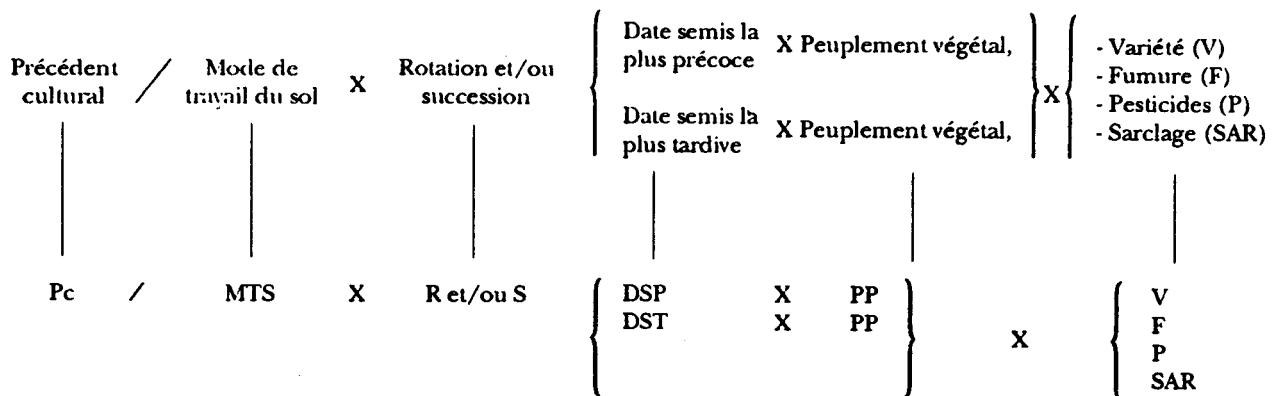 Précédent cultural / Mode de travail du sol X Rotation et/ou succession
Date semis la plus précoce X Peuplement végétal,
Date semis la plus tardive X Peuplement végétal,
X
- Variété (V)
- Fumure (F)
- Pesticides (P)
- Sarclage (SAR)
Pc / MTS X R et/ou S
DSP X PP
DST X PP
X
V
F
P
SAR